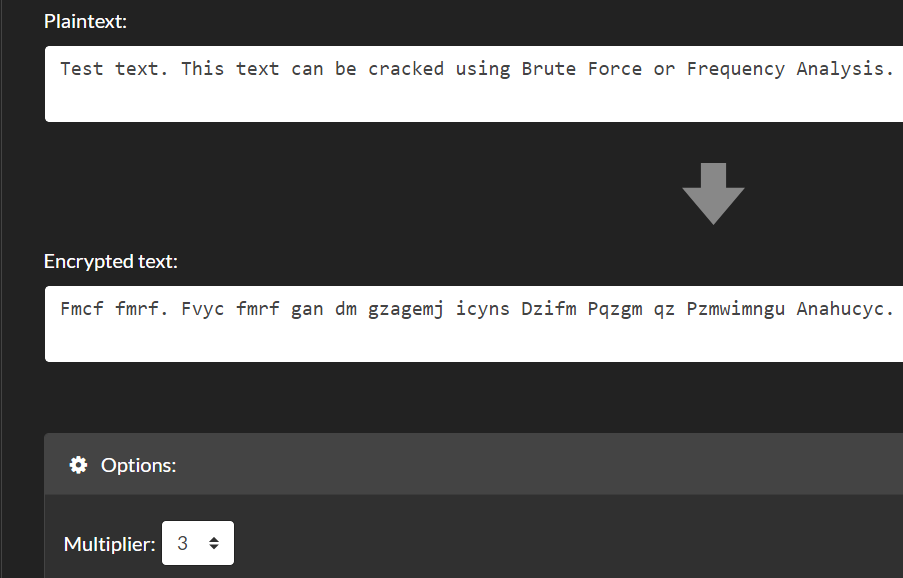 Plaintext:
Test text. This text can be cracked using Brute Force or Frequency Analysis.
Encrypted text:
Fmcf fmrf. Fvyc fmrf gan dm gzagemj icyns Dzifm Pqzgm qz Pzmwimngu Anahucyc.
Options:
Multiplier: 3